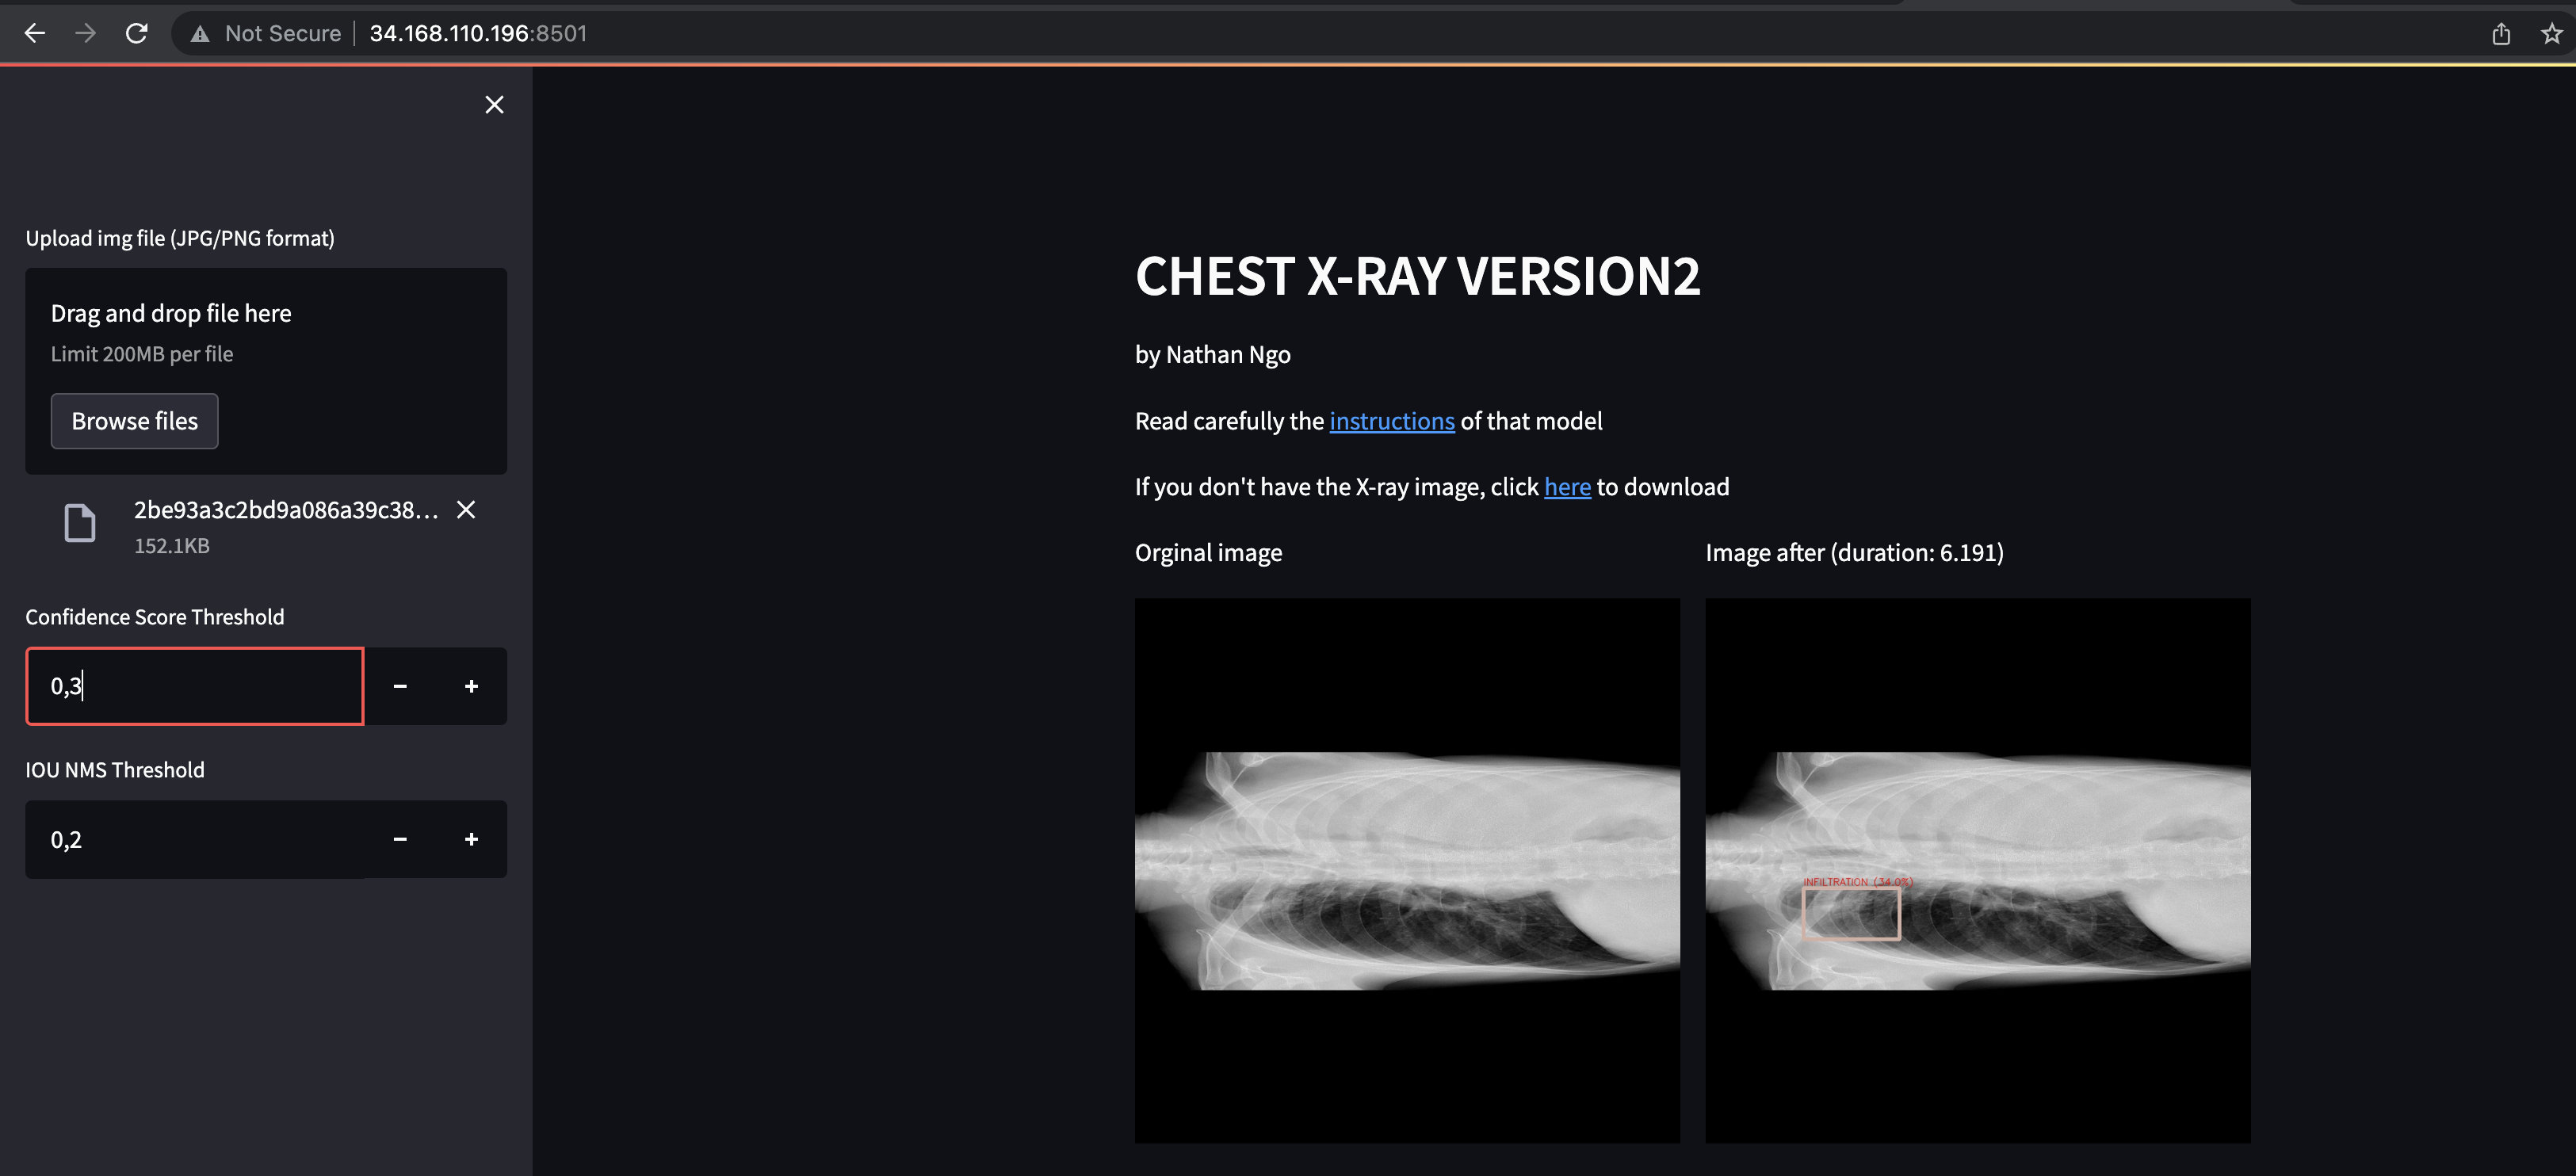 Not Secure | 34.168.110.196:8501
Upload img file (JPG/PNG format)
Drag and drop file here
Limit 200MB per file
Browse files
2be93a3c2bd9a086a39c38...
152.1KB
Confidence Score Threshold
0,3
IOU NMS Threshold
0,2
CHEST X-RAY VERSION2
by Nathan Ngo
Read carefully the instructions of that model
If you don't have the X-ray image, click here to download
Orginal image
Image after (duration: 6.191)
INFILTRATION (34.0%)